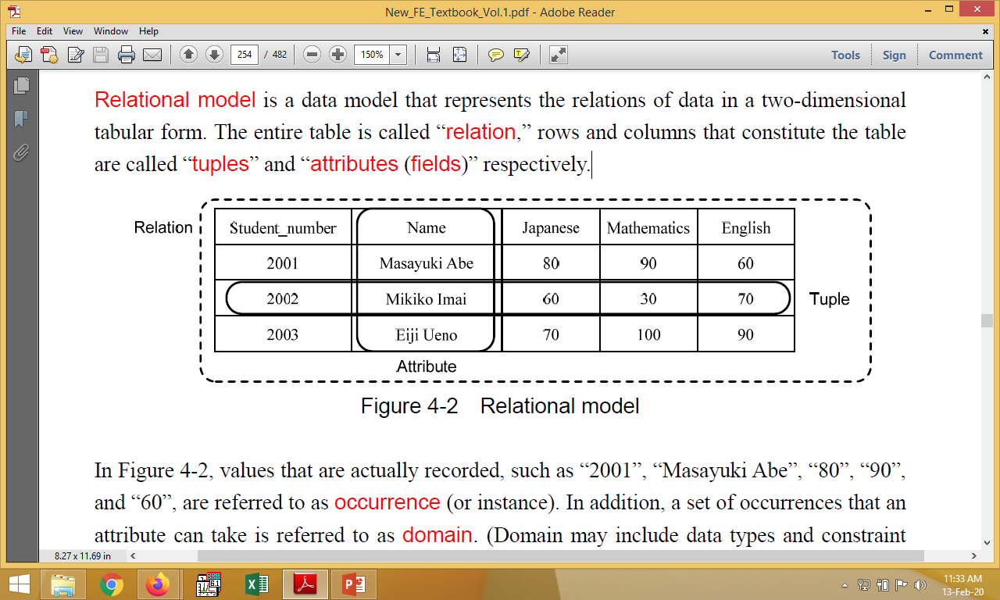 New_FE_Textbook_Vol.1.pdf - Adobe Reader
File Edit View Window Help
254 / 482 150% Tools Sign Comment
Relational model is a data model that represents the relations of data in a two-dimensional
tabular form. The entire table is called “relation,” rows and columns that constitute the table
are called “tuples” and “attributes (fields)” respectively.
Relation Student_number Name Japanese Mathematics English
2001 Masayuki Abe 80 90 60
2002 Mikiko Imai 60 30 70 Tuple
2003 Eiji Ueno 70 100 90
Attribute
Figure 4-2 Relational model
In Figure 4-2, values that are actually recorded, such as “2001”, “Masayuki Abe”, “80”, “90”,
and “60”, are referred to as occurrence (or instance). In addition, a set of occurrences that an
attribute can take is referred to as domain. (Domain may include data types and constraint
8.27 x 11.69 in
11:33 AM
13-Feb-20